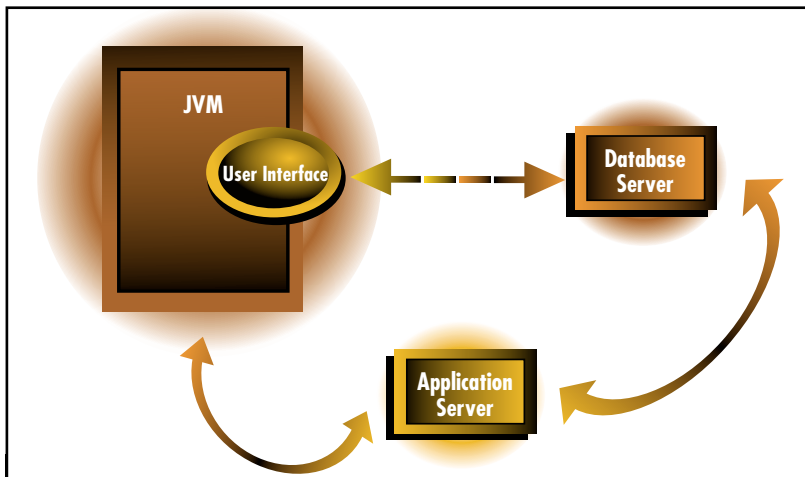 JVM
User Interface
Database
Server
Application
Server